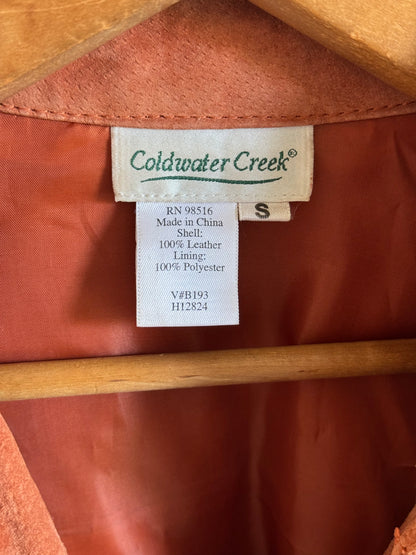 Coldwater Creek®
S
RN 98516
Made in China
Shell:
100% Leather
Lining:
100% Polyester
V#B193
H12824